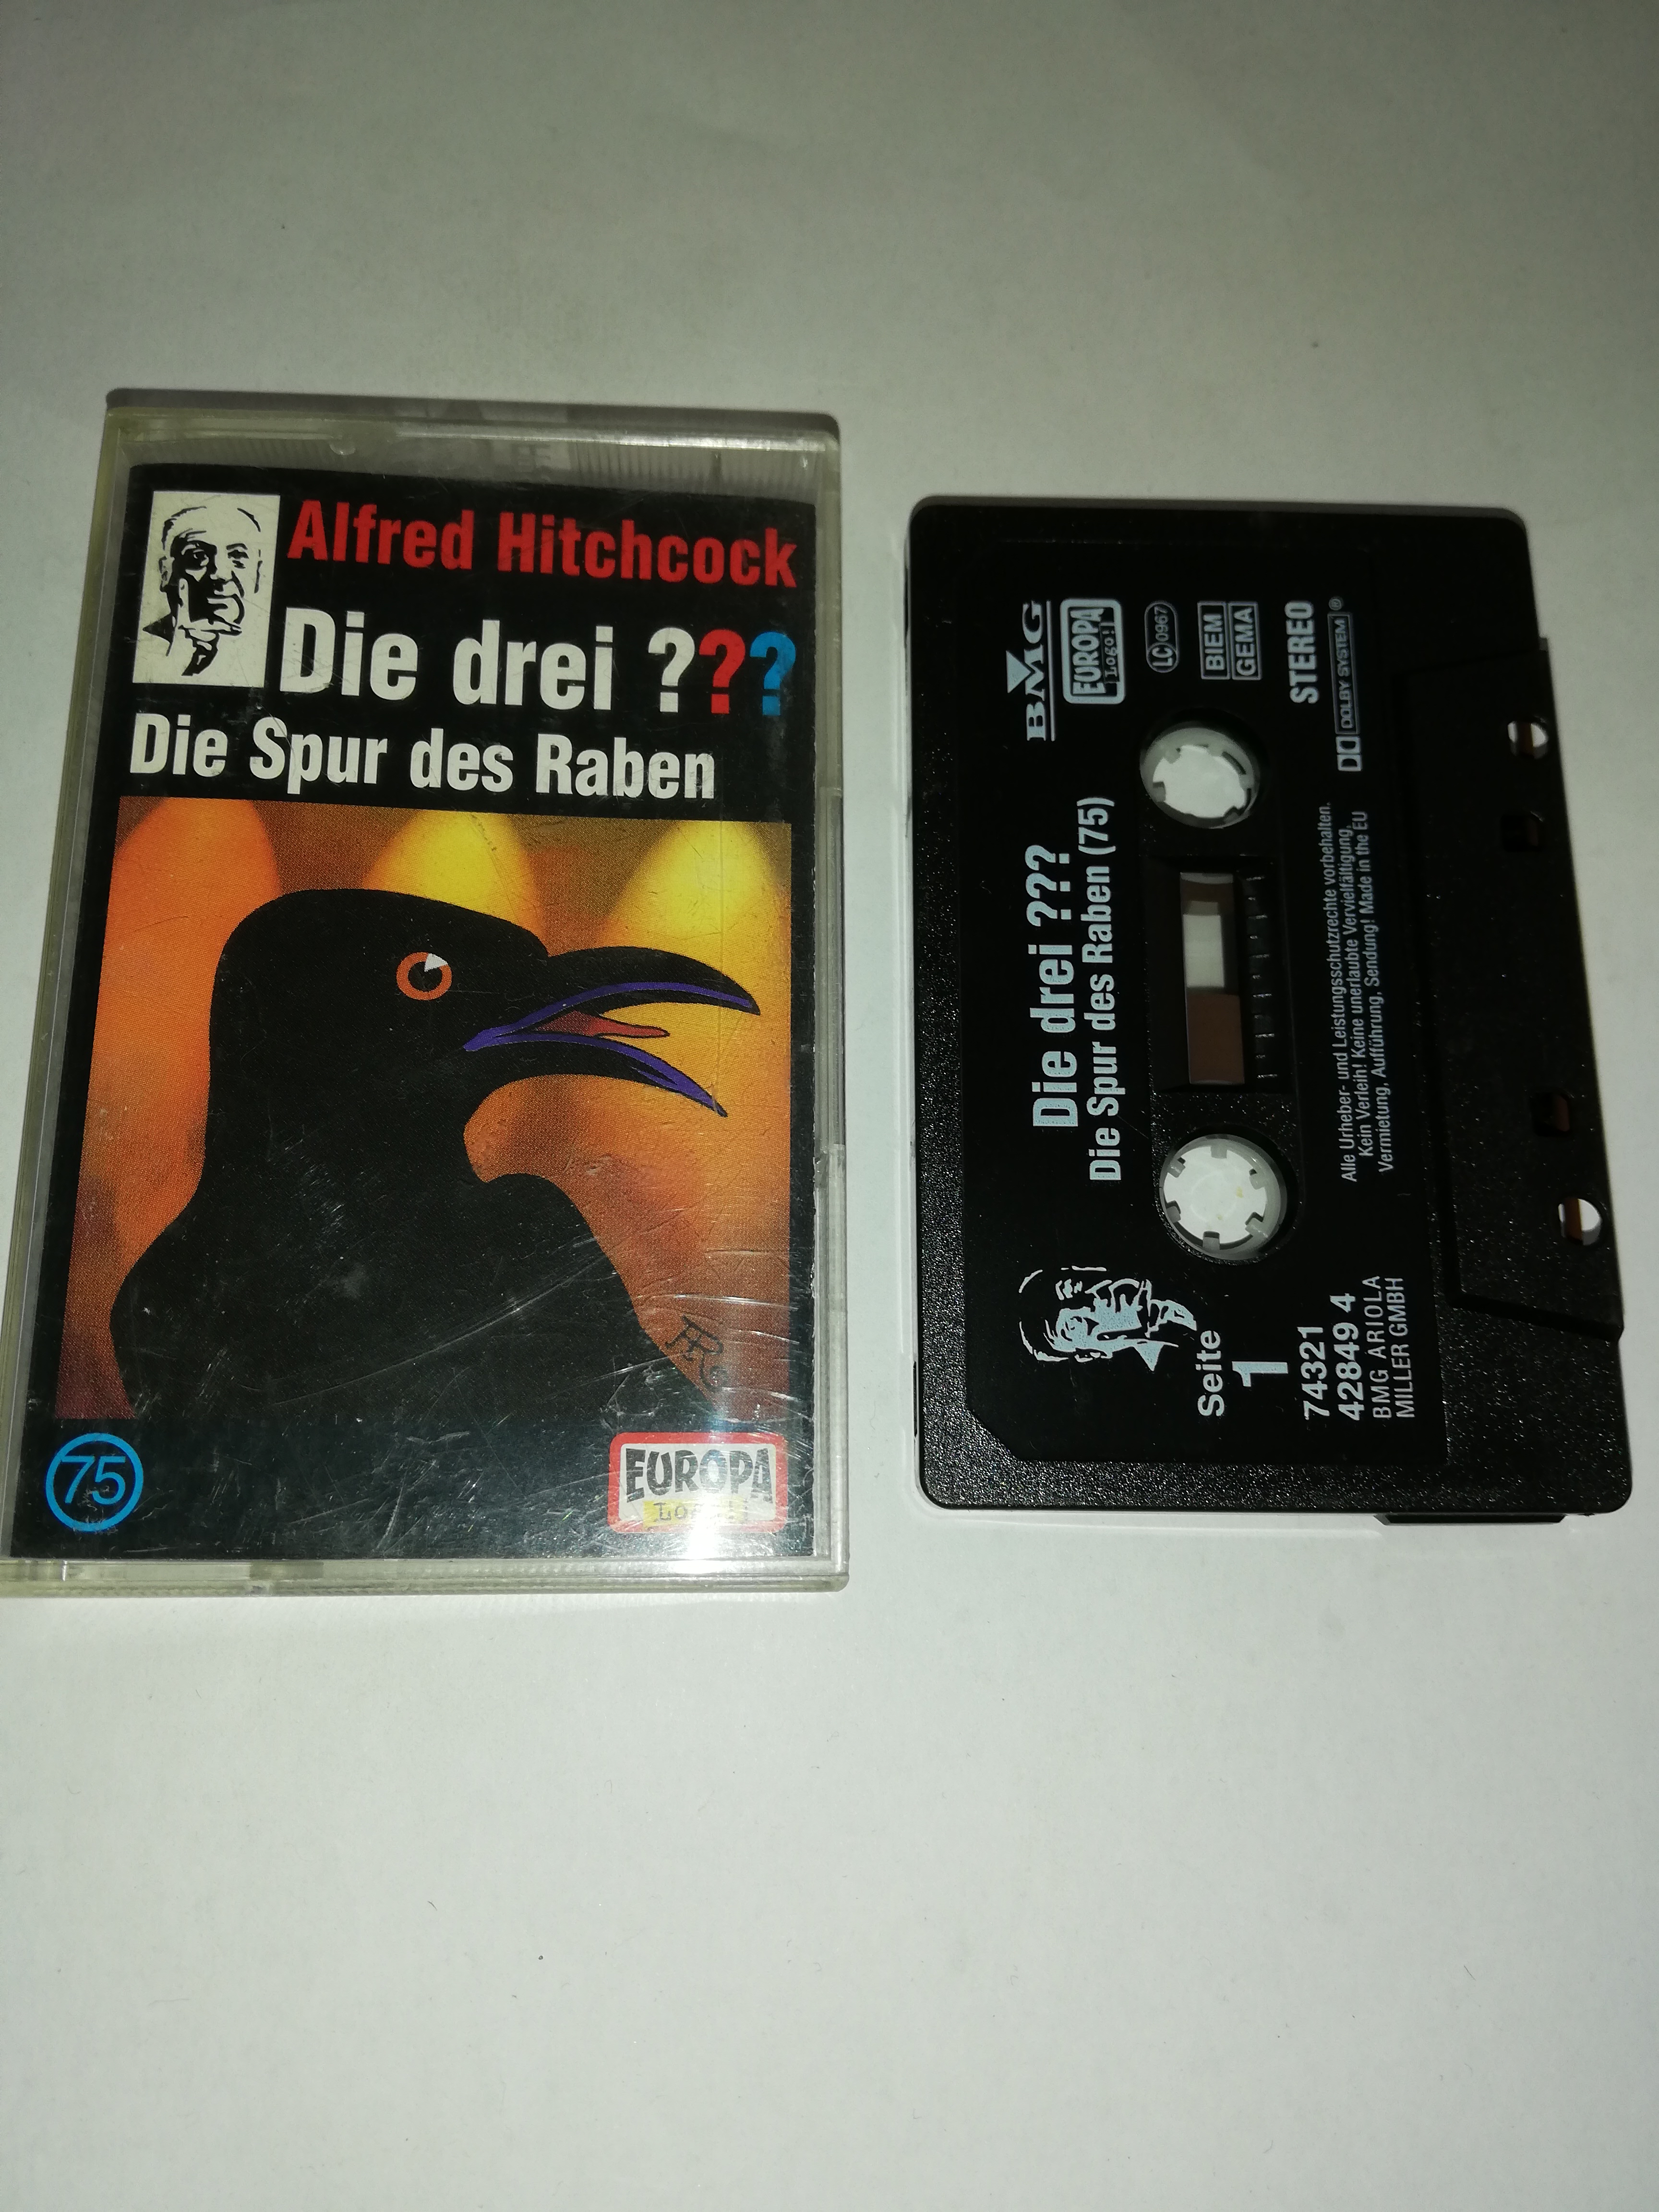 Alfred Hitchcock
Die drei ???
Die Spur des Raben
75
EUROPA
BMG
EUROPA
Logo!
LC 0967
BIEM
GEMA
STEREO
DOLBY SYSTEM ®
Die drei ???
Die Spur des Raben (75)
Alle Urheber- und Leistungsschutzrechte vorbehalten.
Kein Verleih! Keine unerlaubte Vervielfältigung,
Vermietung, Aufführung, Sendung! Made in the EU
Seite
1
74321
42849 4
BMG ARIOLA
MILLER GMBH